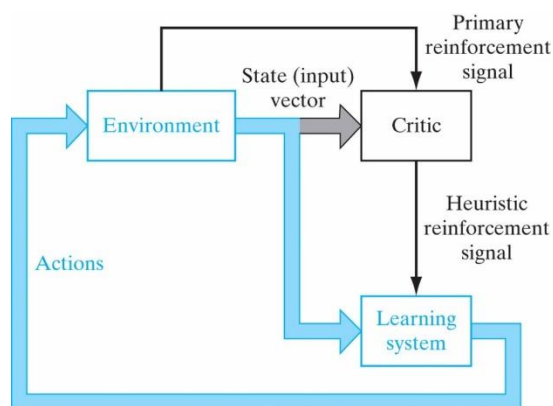 Primary
reinforcement
signal
State (input)
vector
Environment
Critic
Heuristic
reinforcement
signal
Actions
Learning
system